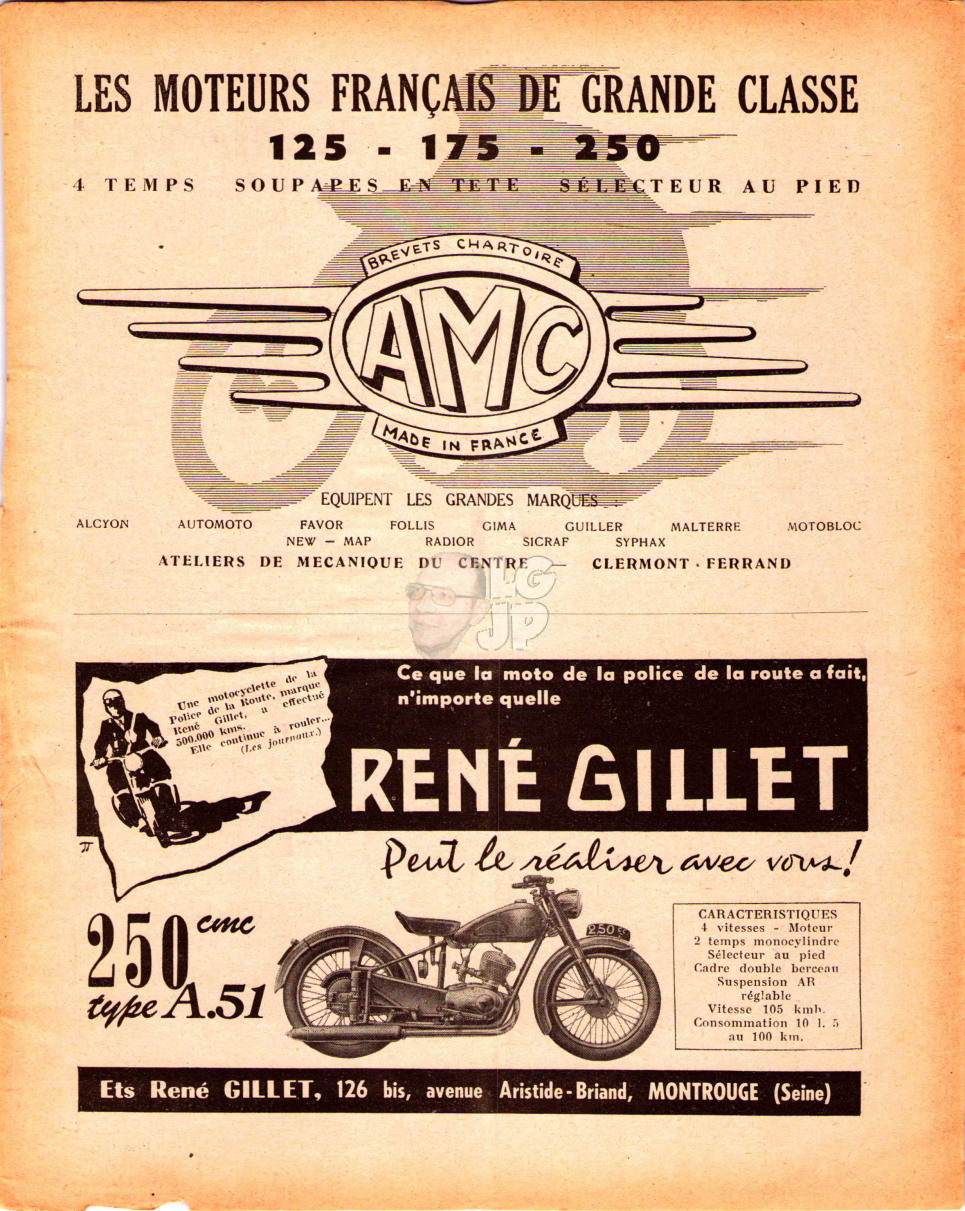 LES MOTEURS FRANÇAIS DE GRANDE CLASSE
125 - 175 - 250
4 TEMPS SOUPAPES EN TETE SÉLECTEUR AU PIED
BREVETS CHARTOIRE
AMC
MADE IN FRANCE
EQUIPENT LES GRANDES MARQUES :
ALCYON AUTOMOTO FAVOR FOLLIS GIMA GUILLER MALTERRE MOTOBLOC
NEW - MAP RADIOR SICRAF SYPHAX
ATELIERS DE MECANIQUE DU CENTRE — CLERMONT - FERRAND
LG
JP
Une motocyclette de la
Police de la Route, marque
René Gillet, a effectué
500.000 kms.
Elle continue à rouler...
(Les journaux.)
Ce que la moto de la police de la route a fait,
n'importe quelle
RENÉ GILLET
Peut le réaliser avec vous!
250 cmc
type A.51
250 cc
CARACTERISTIQUES
4 vitesses - Moteur
2 temps monocylindre
Sélecteur au pied
Cadre double berceau
Suspension AR
réglable
Vitesse 105 kmh.
Consommation 10 l. 5
au 100 km.
Ets René GILLET, 126 bis, avenue Aristide-Briand, MONTROUGE (Seine)